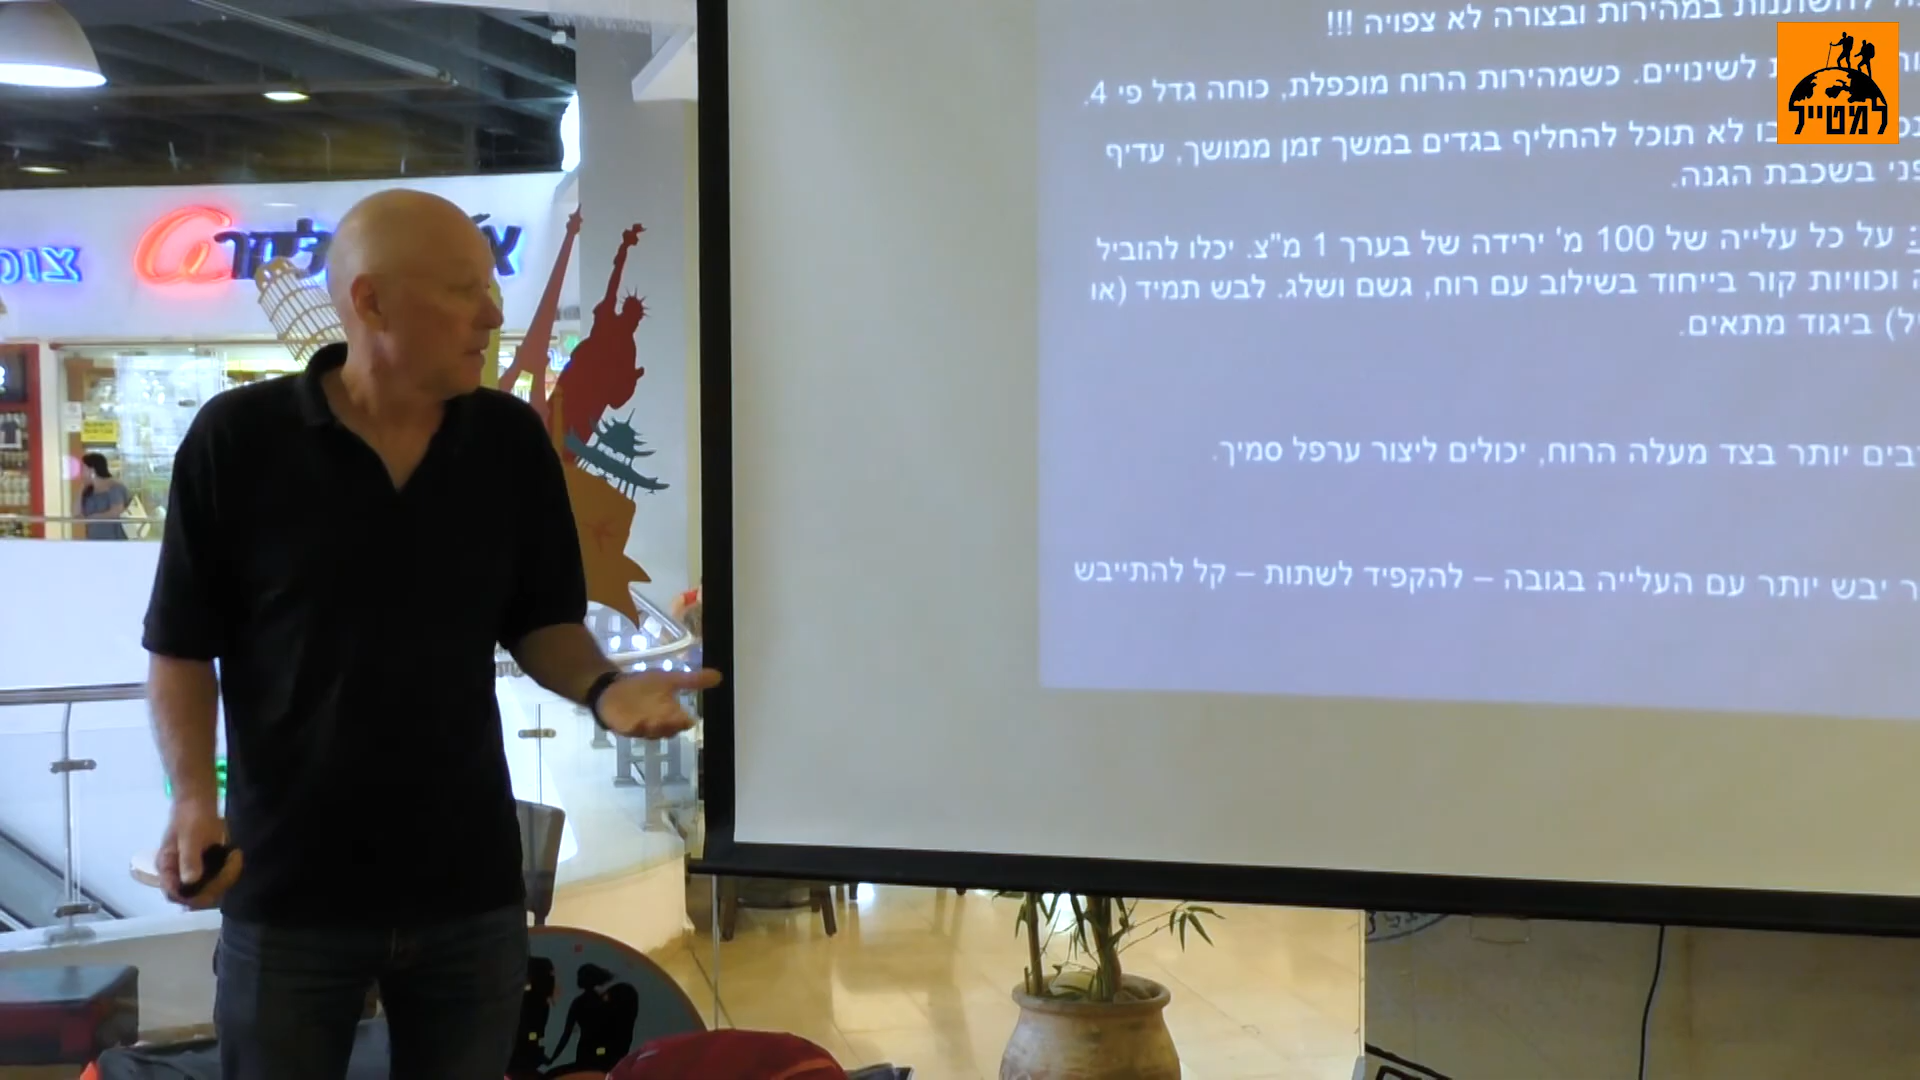 במהירות ובצורה לא צפויה !!!
לשינויים. כשמהירות הרוח מוכפלת, כוחה גדל פי 4.
בו לא תוכל להחליף בגדים במשך זמן ממושך, עדיף
בשכבת הגנה.
על כל עלייה של 100 מ' ירידה של בערך 1 מ"צ. יכלו להוביל
וכוויות קור בייחוד בשילוב עם רוח, גשם ושלג. לבש תמיד (או
ביגוד מתאים.
יותר בצד מעלה הרוח, יכולים ליצור ערפל סמיך.
יבש יותר עם העלייה בגובה – להקפיד לשתות – קל להתייבש
למטייל